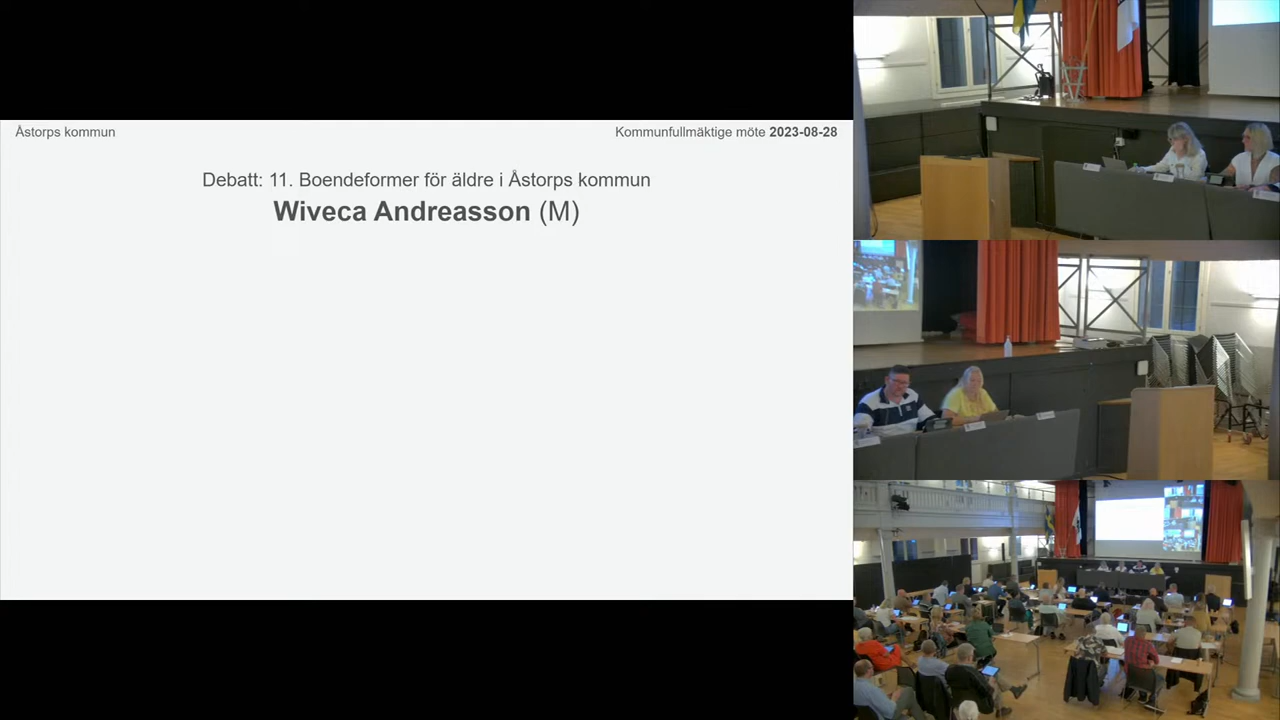 Åstorps kommun
Kommunfullmäktige möte 2023-08-28
Debatt: 11. Boendeformer för äldre i Åstorps kommun
Wiveca Andreasson (M)